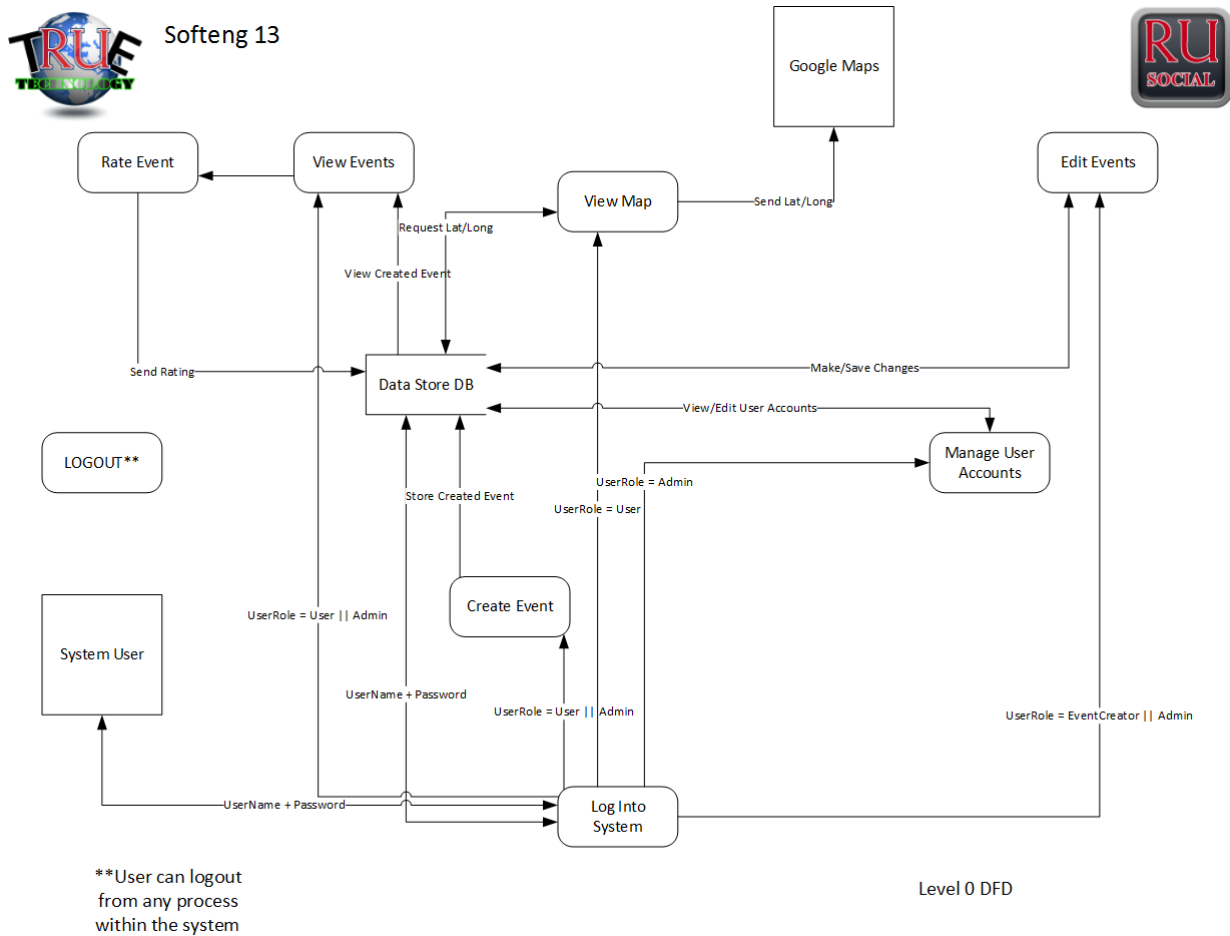 TRUE
TECHNOLOGY
Softeng 13
Google Maps
RU
SOCIAL
Rate Event
View Events
Edit Events
View Map
Send Lat/Long
Request Lat/Long
View Created Event
Send Rating
Data Store DB
Make/Save Changes
View/Edit User Accounts
LOGOUT**
Manage User
Accounts
UserRole = Admin
Store Created Event
UserRole = User
Create Event
UserRole = User || Admin
System User
UserName + Password
UserRole = User || Admin
UserRole = EventCreator || Admin
UserName + Password
Log Into
System
**User can logout
from any process
within the system
Level 0 DFD